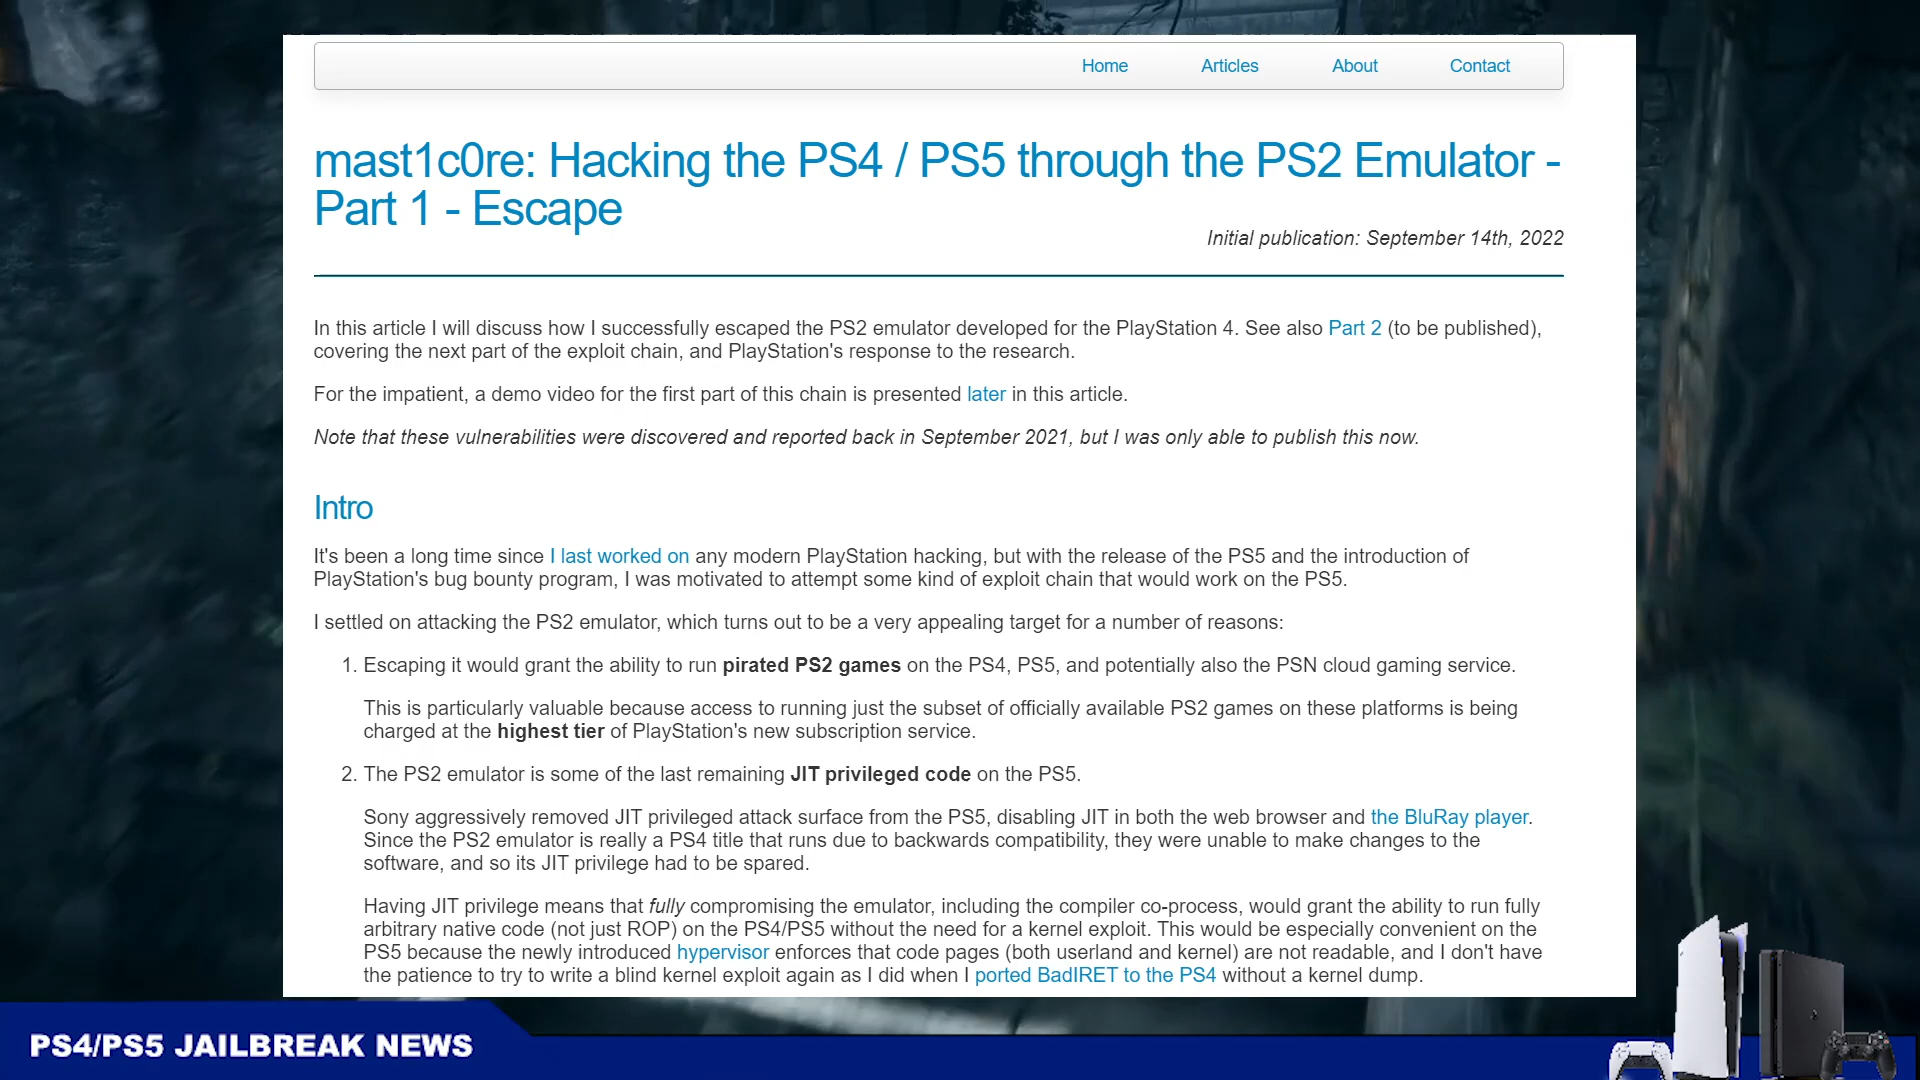 Home Articles About Contact
mast1c0re: Hacking the PS4 / PS5 through the PS2 Emulator -
Part 1 - Escape
Initial publication: September 14th, 2022
In this article I will discuss how I successfully escaped the PS2 emulator developed for the PlayStation 4. See also Part 2 (to be published),
covering the next part of the exploit chain, and PlayStation's response to the research.
For the impatient, a demo video for the first part of this chain is presented later in this article.
Note that these vulnerabilities were discovered and reported back in September 2021, but I was only able to publish this now.
Intro
It's been a long time since I last worked on any modern PlayStation hacking, but with the release of the PS5 and the introduction of
PlayStation's bug bounty program, I was motivated to attempt some kind of exploit chain that would work on the PS5.
I settled on attacking the PS2 emulator, which turns out to be a very appealing target for a number of reasons:
1. Escaping it would grant the ability to run pirated PS2 games on the PS4, PS5, and potentially also the PSN cloud gaming service.
This is particularly valuable because access to running just the subset of officially available PS2 games on these platforms is being
charged at the highest tier of PlayStation's new subscription service.
2. The PS2 emulator is some of the last remaining JIT privileged code on the PS5.
Sony aggressively removed JIT privileged attack surface from the PS5, disabling JIT in both the web browser and the BluRay player.
Since the PS2 emulator is really a PS4 title that runs due to backwards compatibility, they were unable to make changes to the
software, and so its JIT privilege had to be spared.
Having JIT privilege means that fully compromising the emulator, including the compiler co-process, would grant the ability to run fully
arbitrary native code (not just ROP) on the PS4/PS5 without the need for a kernel exploit. This would be especially convenient on the
PS5 because the newly introduced hypervisor enforces that code pages (both userland and kernel) are not readable, and I don't have
the patience to try to write a blind kernel exploit again as I did when I ported BadIRET to the PS4 without a kernel dump.
PS4/PS5 JAILBREAK NEWS